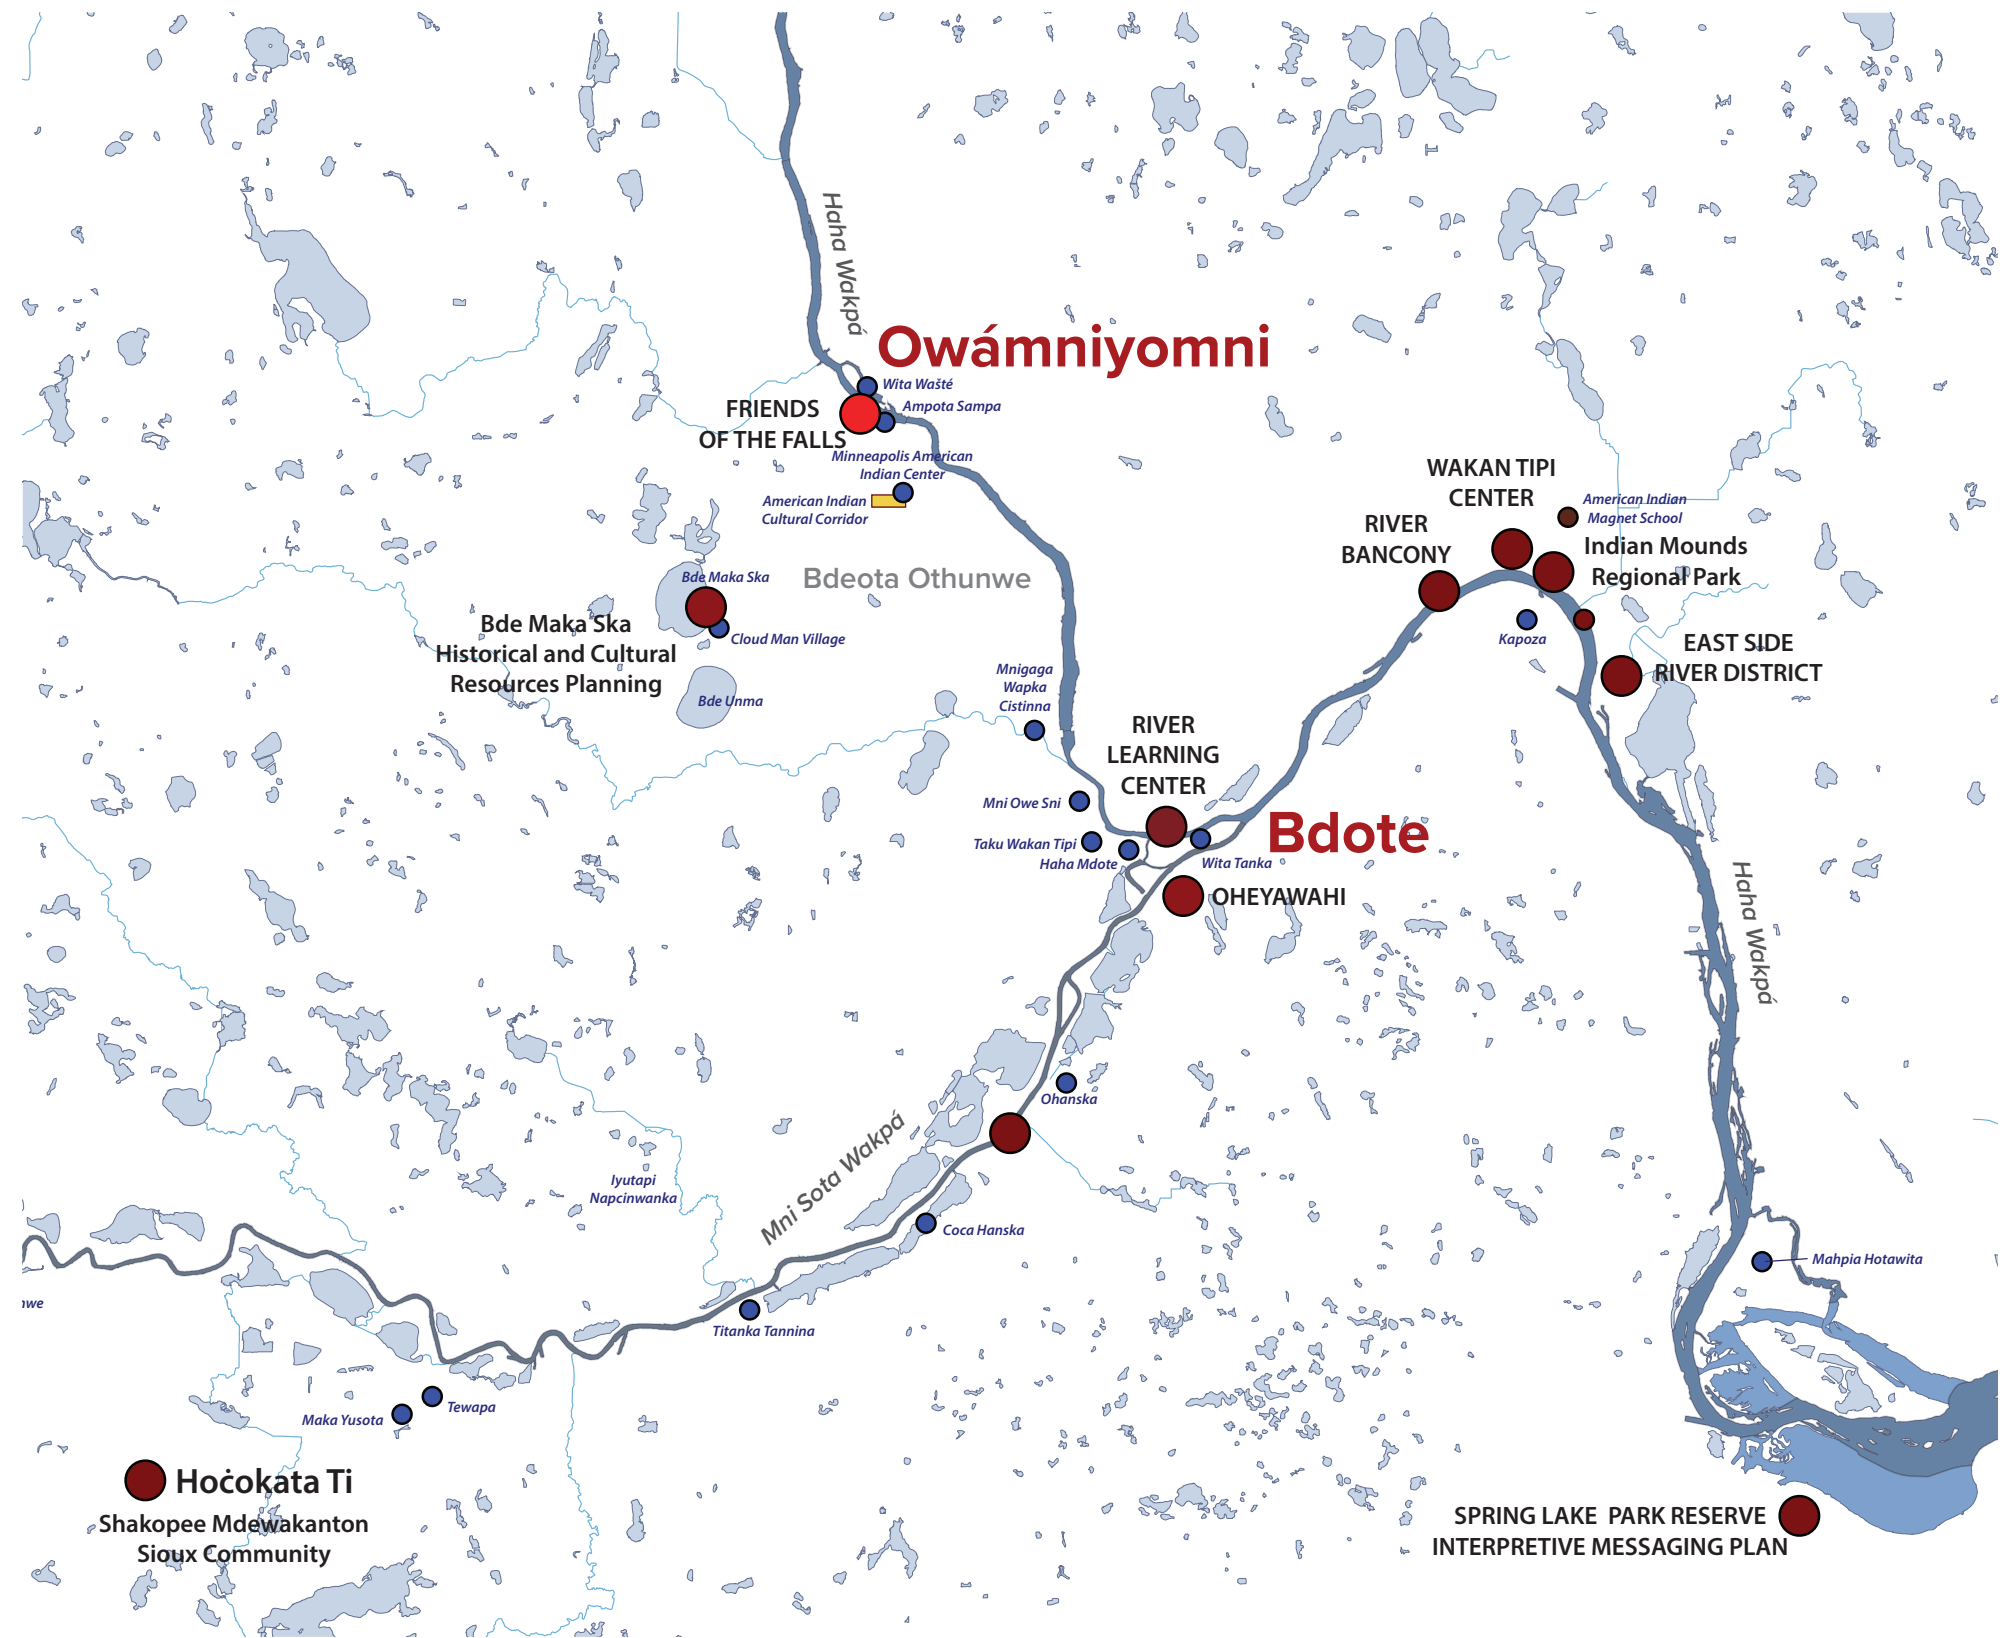 Haha Wakpá
Owámniyomni
Wita Wašté
Ampota Sampa
FRIENDS
OF THE FALLS
Minneapolis American
Indian Center
American Indian
Cultural Corridor
WAKAN TIPI
CENTER
American Indian
Magnet School
RIVER
BANCONY
Indian Mounds
Regional Park
Bde Maka Ska
Bdeota Othunwe
Bde Maka Ska
Historical and Cultural
Resources Planning
Cloud Man Village
Kapoza
EAST SIDE
RIVER DISTRICT
Bde Unma
Mnigaga
Wapka
Cistinna
RIVER
LEARNING
CENTER
Mni Owe Sni
Bdote
Taku Wakan Tipi
Haha Mdote
Wita Tanka
OHEYAWAHI
Haha Wakpá
Ohanska
Mni Sota Wakpá
Iyutapi
Napcinwanka
Coca Hanska
Mahpia Hotawita
Titanka Tannina
Tewapa
Maka Yusota
Hoċokata Ti
Shakopee Mdewakanton
Sioux Community
SPRING LAKE PARK RESERVE
INTERPRETIVE MESSAGING PLAN